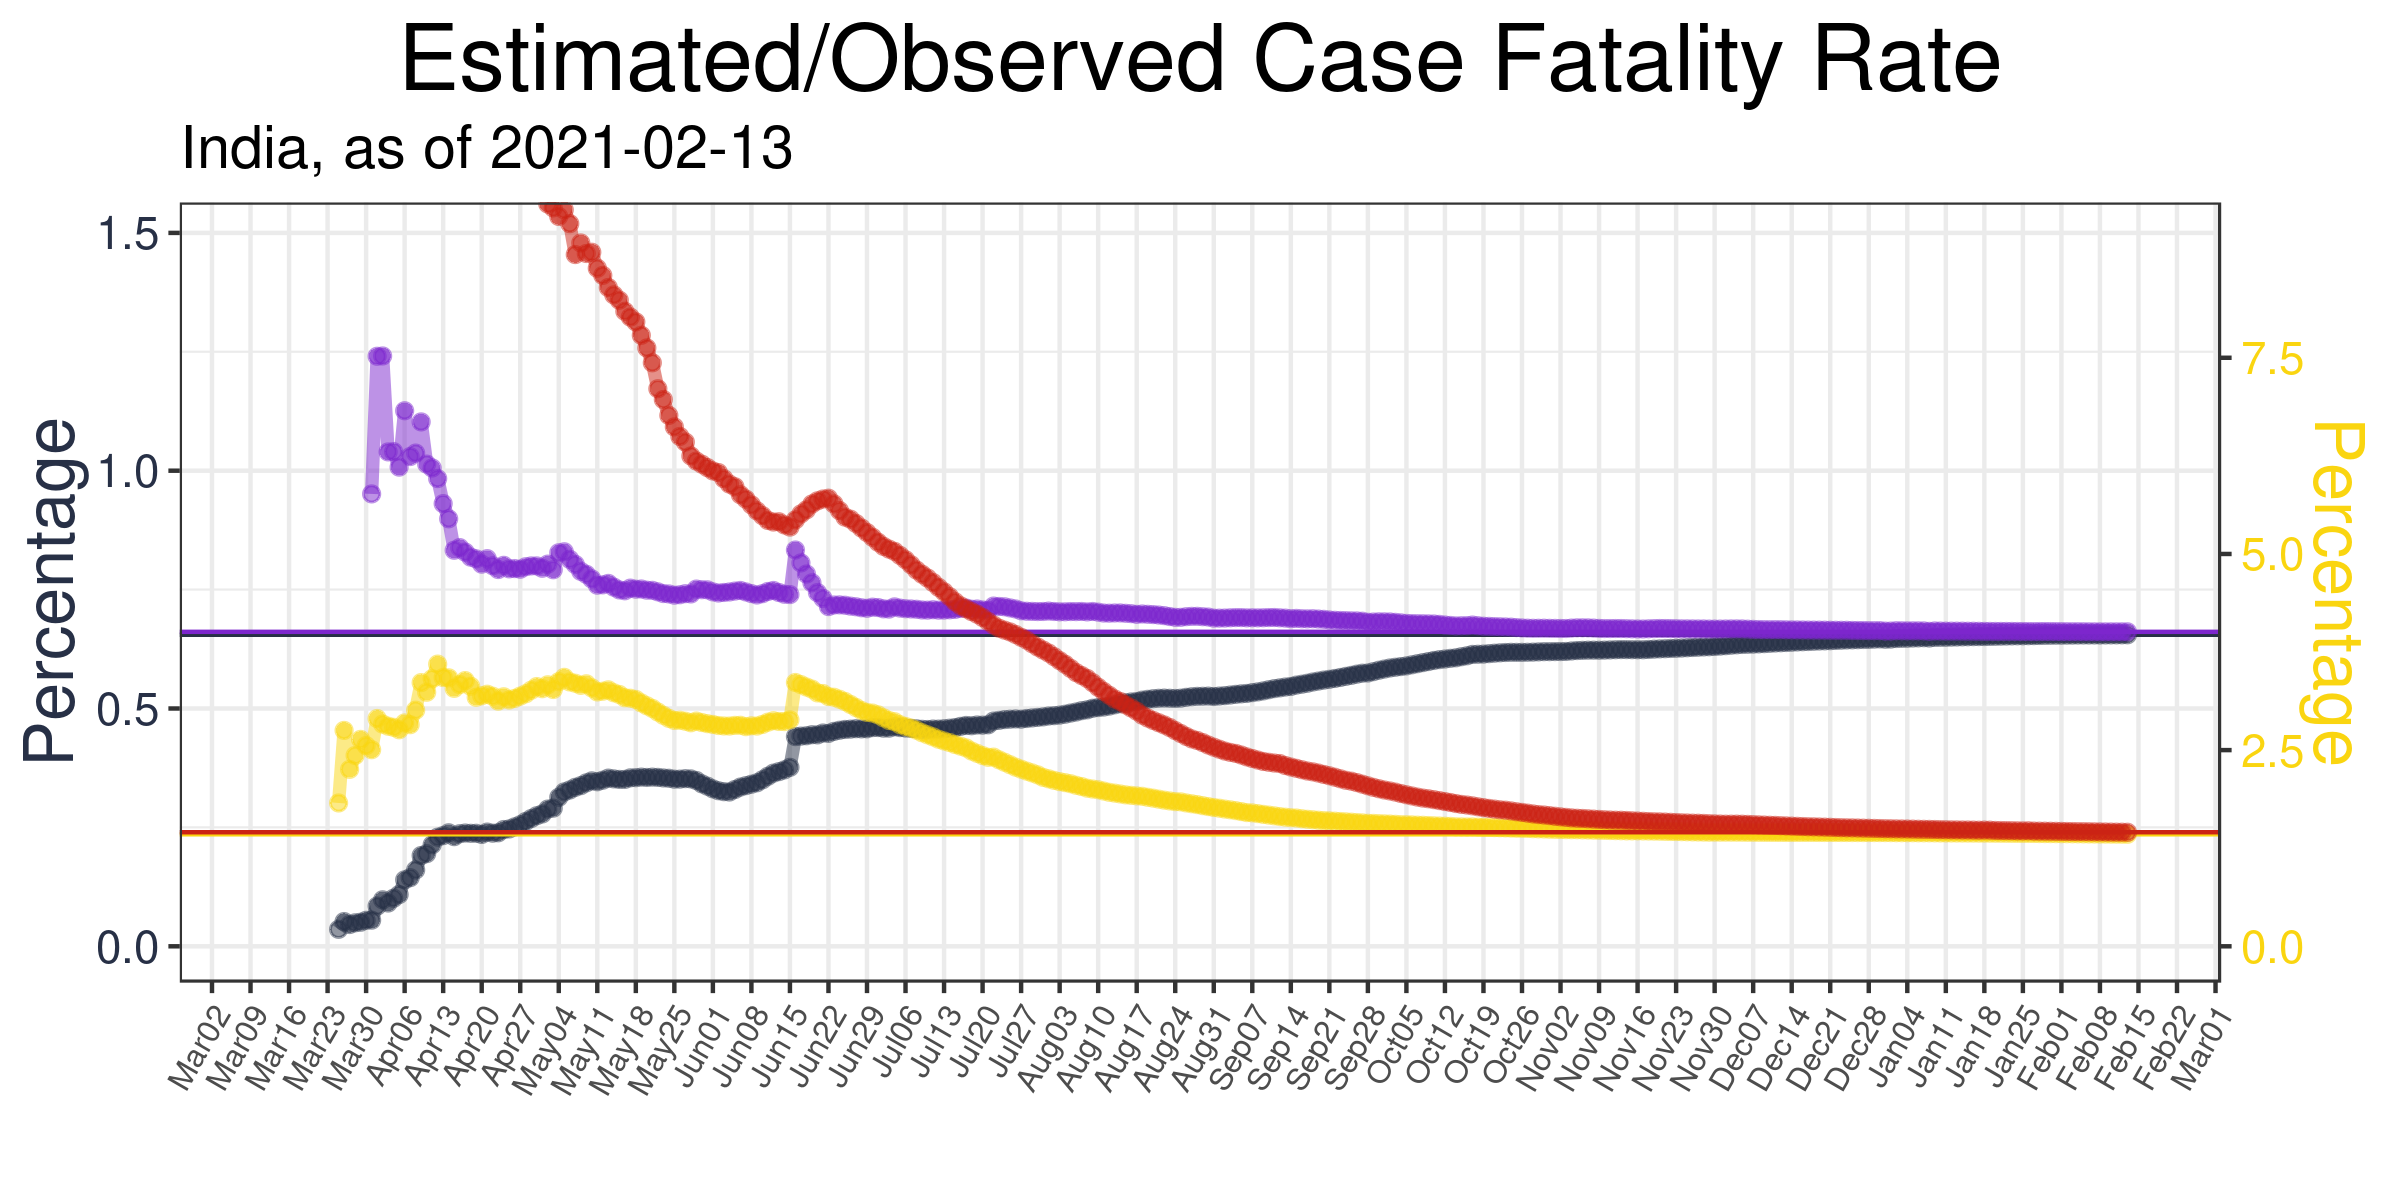 Estimated/Observed Case Fatality Rate
India, as of 2021-02-13
Percentage
1.5
1.0
0.5
0.0
7.5
5.0
2.5
0.0
Percentage
Mar02
Mar09
Mar16
Mar23
Mar30
Apr06
Apr13
Apr20
Apr27
May04
May11
May18
May25
Jun01
Jun08
Jun15
Jun22
Jun29
Jul06
Jul13
Jul20
Jul27
Aug03
Aug10
Aug17
Aug24
Aug31
Sep07
Sep14
Sep21
Sep28
Oct05
Oct12
Oct19
Oct26
Nov02
Nov09
Nov16
Nov23
Nov30
Dec07
Dec14
Dec21
Dec28
Jan04
Jan11
Jan18
Jan25
Feb01
Feb08
Feb15
Feb22
Mar01